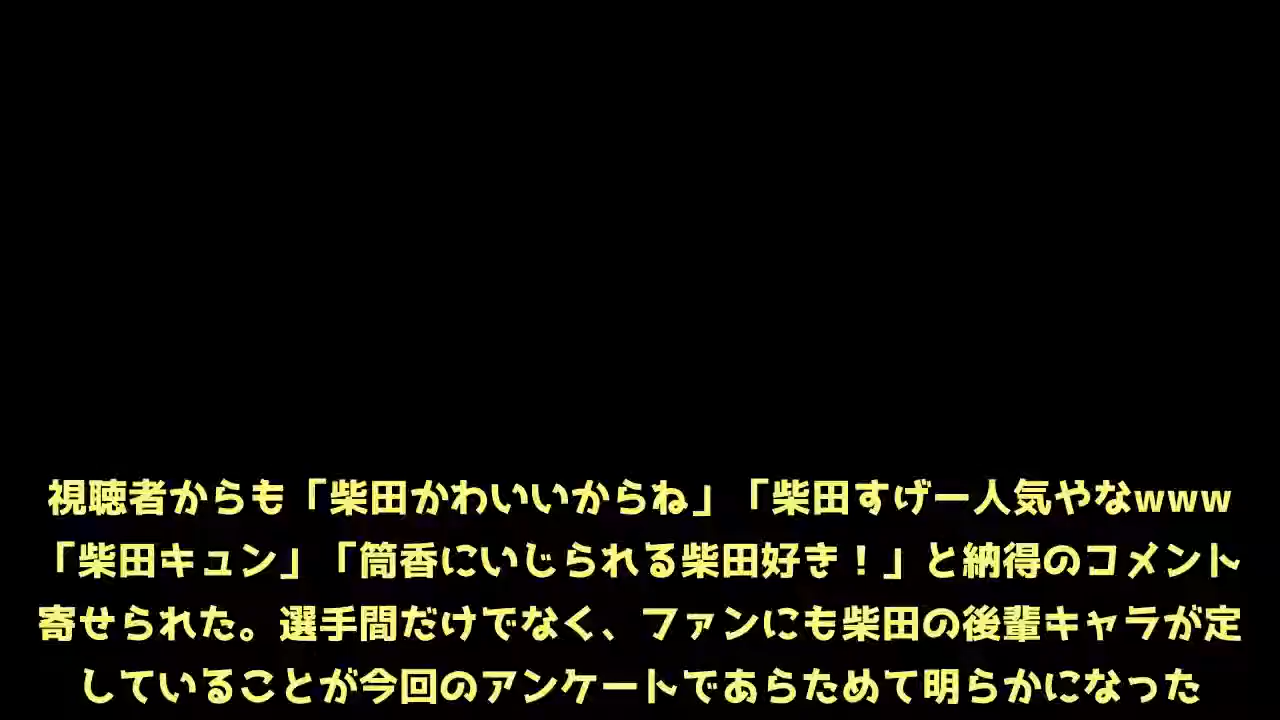 視聴者からも「柴田かわいいからね」「柴田すげー人気やなwww
「柴田キュン」「筒香にいじられる柴田好き！」と納得のコメント
寄せられた。選手間だけでなく、ファンにも柴田の後輩キャラが定
していることが今回のアンケートであらためて明らかになった